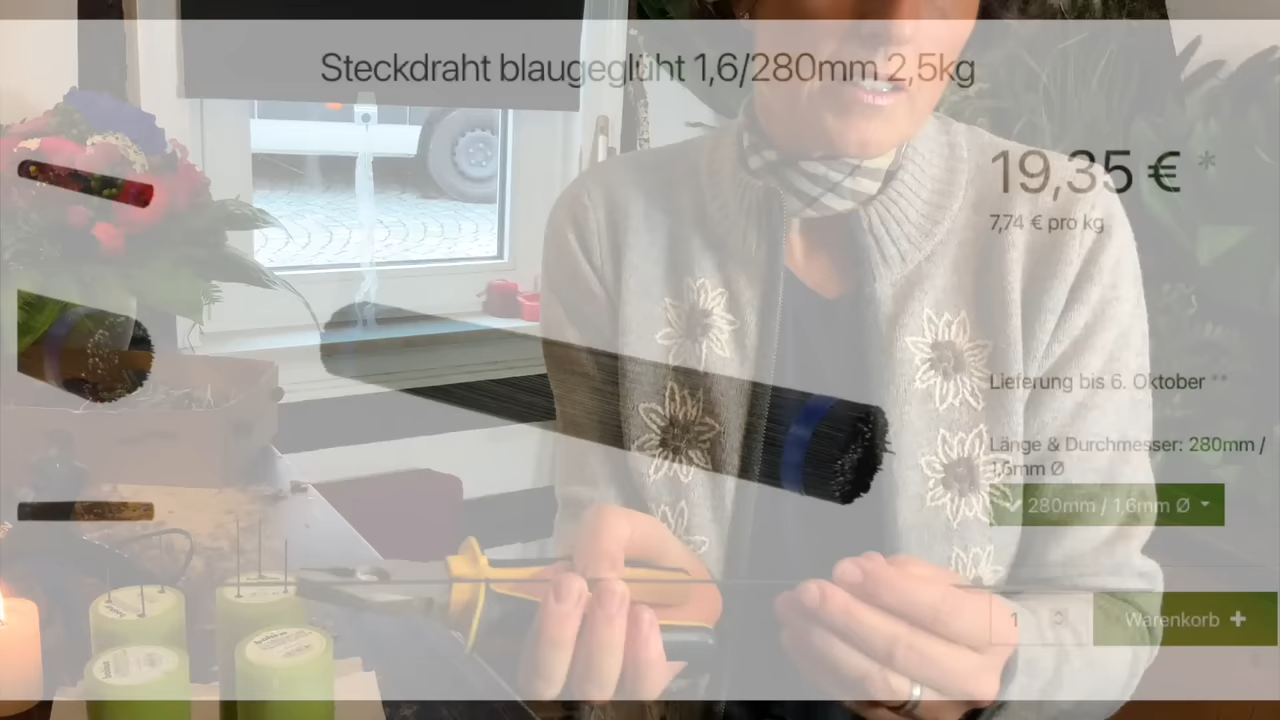 Steckdraht blaugeglüht 1,6/280mm 2,5kg
19,35 € *
7,74 € pro kg
Lieferung bis 6. Oktober **
Länge & Durchmesser: 280mm /
1,6mm Ø
280mm / 1,6mm Ø
1
Warenkorb +